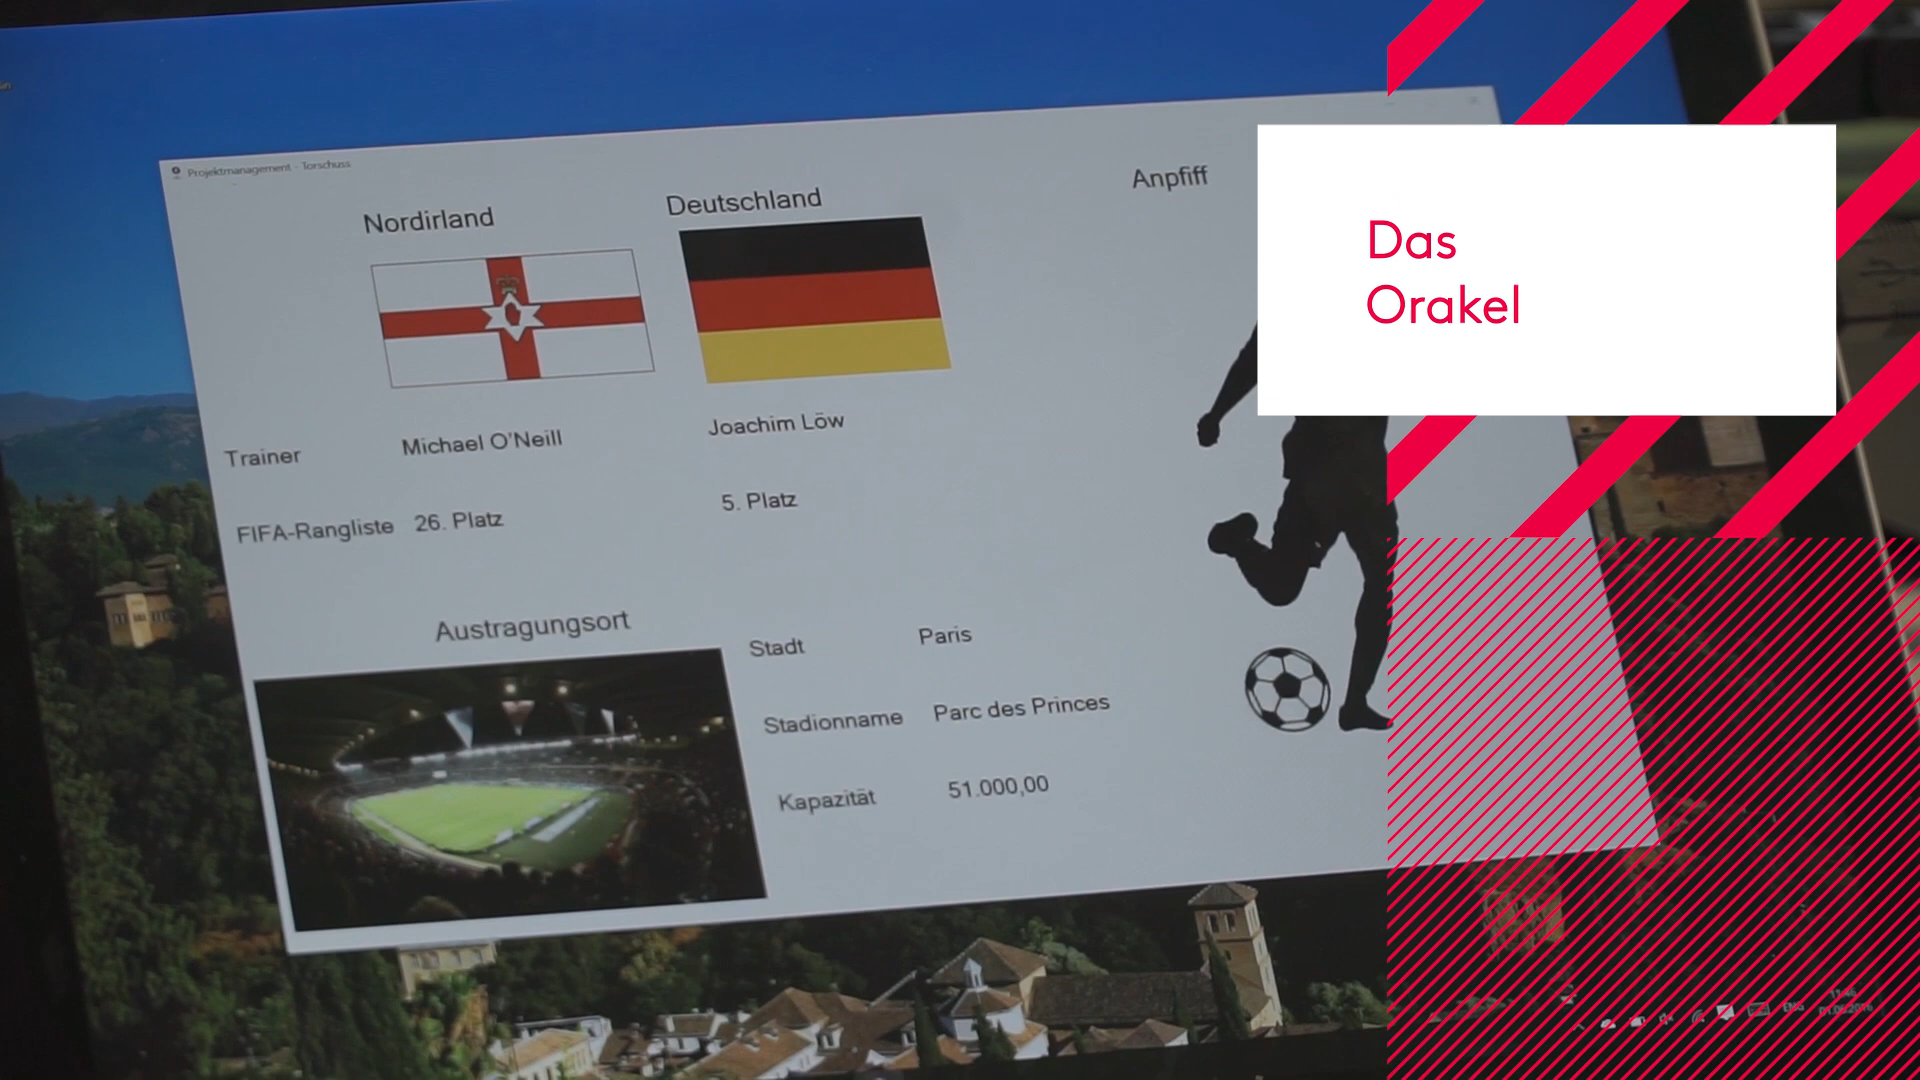 Projektmanagement - Torschuss
Nordirland
Deutschland
Anpfiff
Das
Orakel
Trainer
Michael O'Neill
Joachim Löw
FIFA-Rangliste
26. Platz
5. Platz
Austragungsort
Stadt
Paris
Stadionname
Parc des Princes
Kapazität
51.000,00
ENG